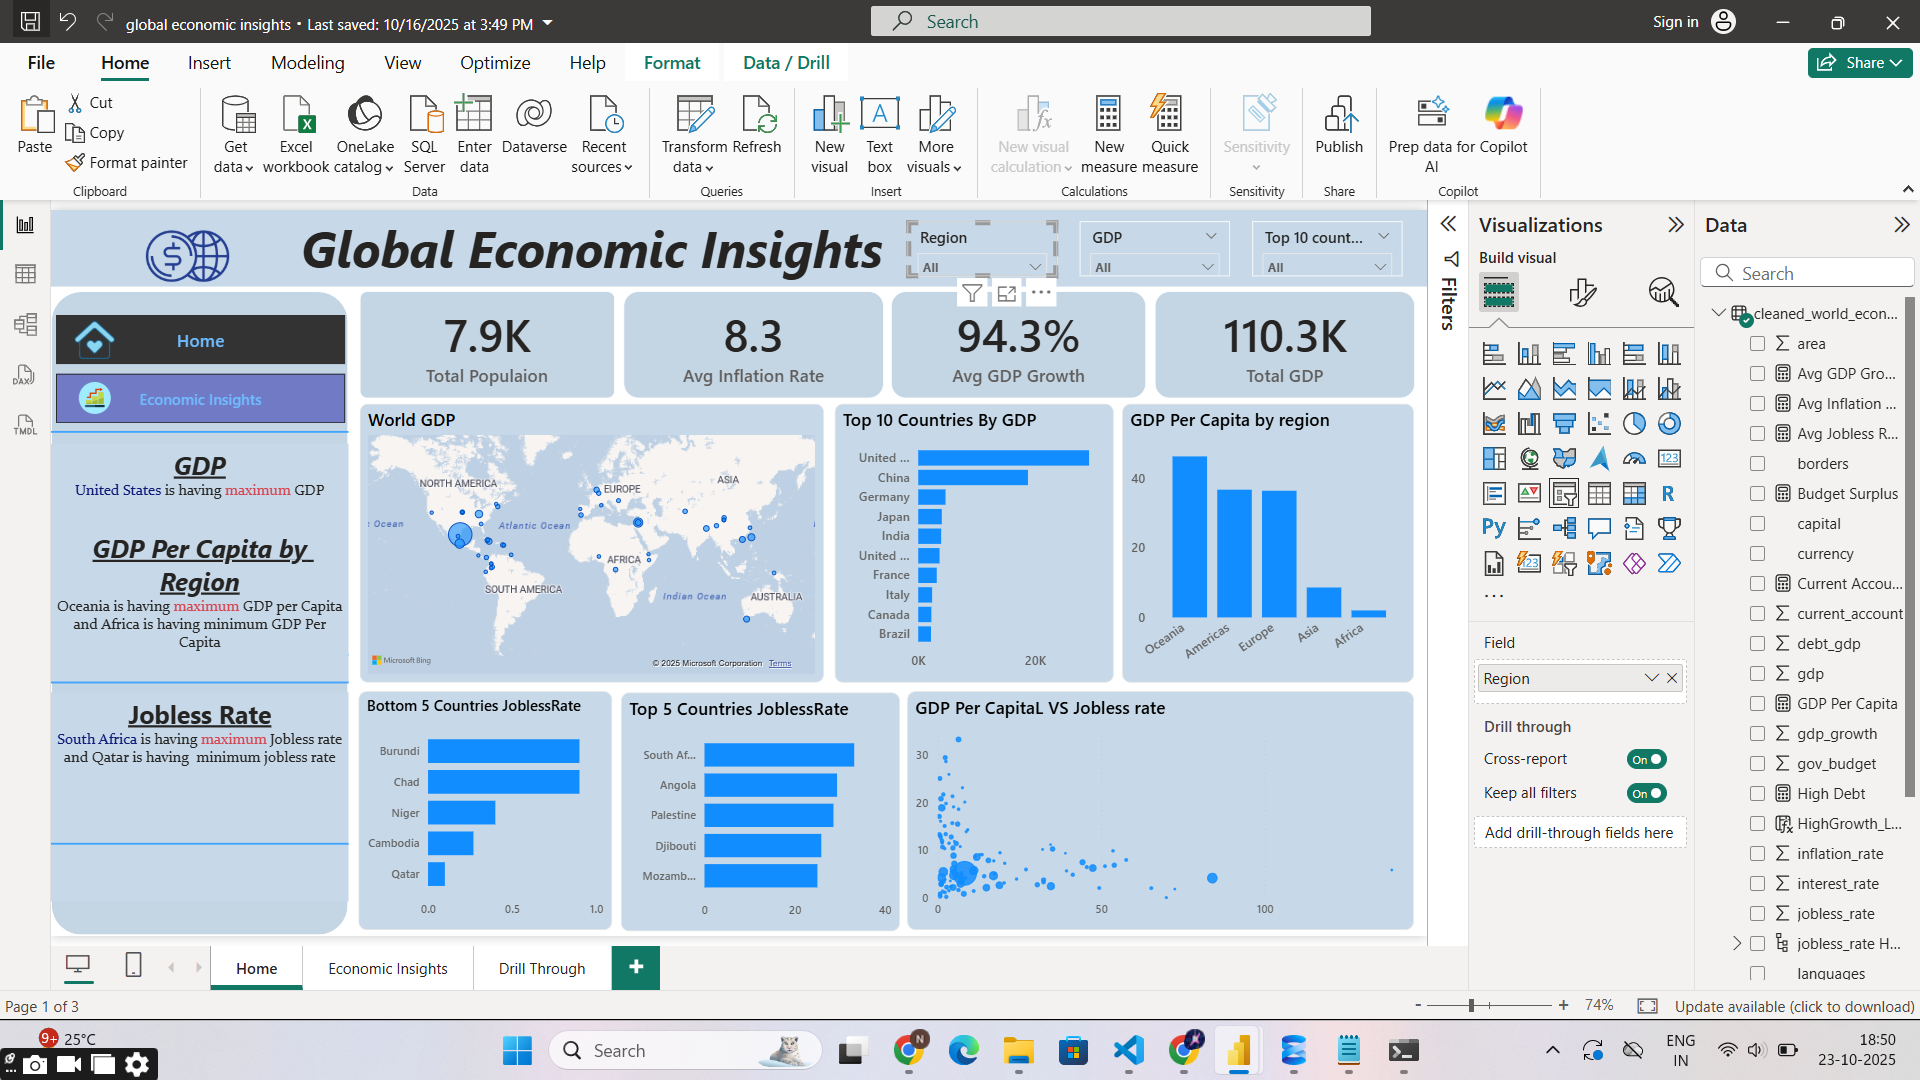 global economic insights • Last saved: 10/16/2025 at 3:49 PM
Search
Sign in
File
Home
Insert
Modeling
View
Optimize
Help
Format
Data / Drill
Share
Paste
Cut
Copy
Format painter
Clipboard
Get data
Excel workbook
OneLake catalog
SQL Server
Enter data
Dataverse
Recent sources
Data
Transform data
Refresh
Queries
New visual
Text box
More visuals
Insert
New visual calculation
New measure
Quick measure
Calculations
Sensitivity
Sensitivity
Publish
Share
Prep data for AI
Copilot
Copilot
DAX
TMDL
Global Economic Insights
Region
All
GDP
All
Top 10 count...
All
Home
Economic Insights
GDP
United States is having maximum GDP
GDP Per Capita by
Region
Oceania is having maximum GDP per Capita
and Africa is having minimum GDP Per
Capita
Jobless Rate
South Africa is having maximum Jobless rate
and Qatar is having  minimum jobless rate
7.9K
Total Populaion
8.3
Avg Inflation Rate
94.3%
Avg GDP Growth
110.3K
Total GDP
World GDP
NORTH AMERICA
EUROPE
ASIA
c Ocean
Atlantic Ocean
AFRICA
SOUTH AMERICA
Indian Ocean
AUSTRALIA
Microsoft Bing
© 2025 Microsoft Corporation Terms
Top 10 Countries By GDP
United ...
China
Germany
Japan
India
United ...
France
Italy
Canada
Brazil
0K
20K
GDP Per Capita by region
40
20
0
Oceania
Americas
Europe
Asia
Africa
Bottom 5 Countries JoblessRate
Burundi
Chad
Niger
Cambodia
Qatar
0.0
0.5
1.0
Top 5 Countries JoblessRate
South Af...
Angola
Palestine
Djibouti
Mozamb...
0
20
40
GDP Per CapitaL VS Jobless rate
30
20
10
0
0
50
100
Filters
Visualizations
Build visual
123
R
Py
123
...
Field
Region
Drill through
Cross-report
On
Keep all filters
On
Add drill-through fields here
Data
Search
cleaned_world_econ...
area
Avg GDP Gro...
Avg Inflation ...
Avg Jobless R...
borders
Budget Surplus
capital
currency
Current Accou...
current_account
debt_gdp
gdp
GDP Per Capita
gdp_growth
gov_budget
High Debt
HighGrowth_L...
inflation_rate
interest_rate
jobless_rate
jobless_rate H...
languages
Home
Economic Insights
Drill Through
+
Page 1 of 3
- + 74%
Update available (click to download)
9+
25°C
Search
N
ENG
IN
18:50
23-10-2025